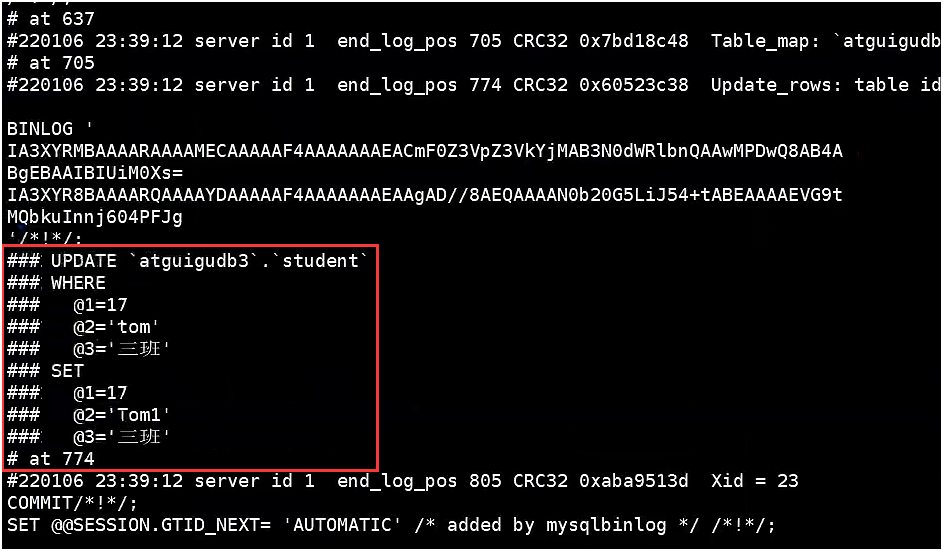 # at 637
#220106 23:39:12 server id 1  end_log_pos 705 CRC32 0x7bd18c48  Table_map: `atguigudb
# at 705
#220106 23:39:12 server id 1  end_log_pos 774 CRC32 0x60523c38  Update_rows: table id
BINLOG '
IA3XYRMBAAAARAAAAMECAAAAAF4AAAAAAAEACmF0Z3VpZ3VkYjMAB3N0dWRlbnQAAwMPDwQ8AB4A
BgEBAAIBIUiM0Xs=
IA3XYR8BAAAARQAAAAYDAAAAAF4AAAAAAAEAAgAD//8AEQAAAAN0b20G5LiJ54+tABEAAAAEVG9t
MQbkuInnj604PFJg
'/*!*/;
### UPDATE `atguigudb3`.`student`
### WHERE
###   @1=17
###   @2='tom'
###   @3='三班'
### SET
###   @1=17
###   @2='Tom1'
###   @3='三班'
# at 774
#220106 23:39:12 server id 1  end_log_pos 805 CRC32 0xaba9513d  Xid = 23
COMMIT/*!*/;
SET @@SESSION.GTID_NEXT= 'AUTOMATIC' /* added by mysqlbinlog */ /*!*/;